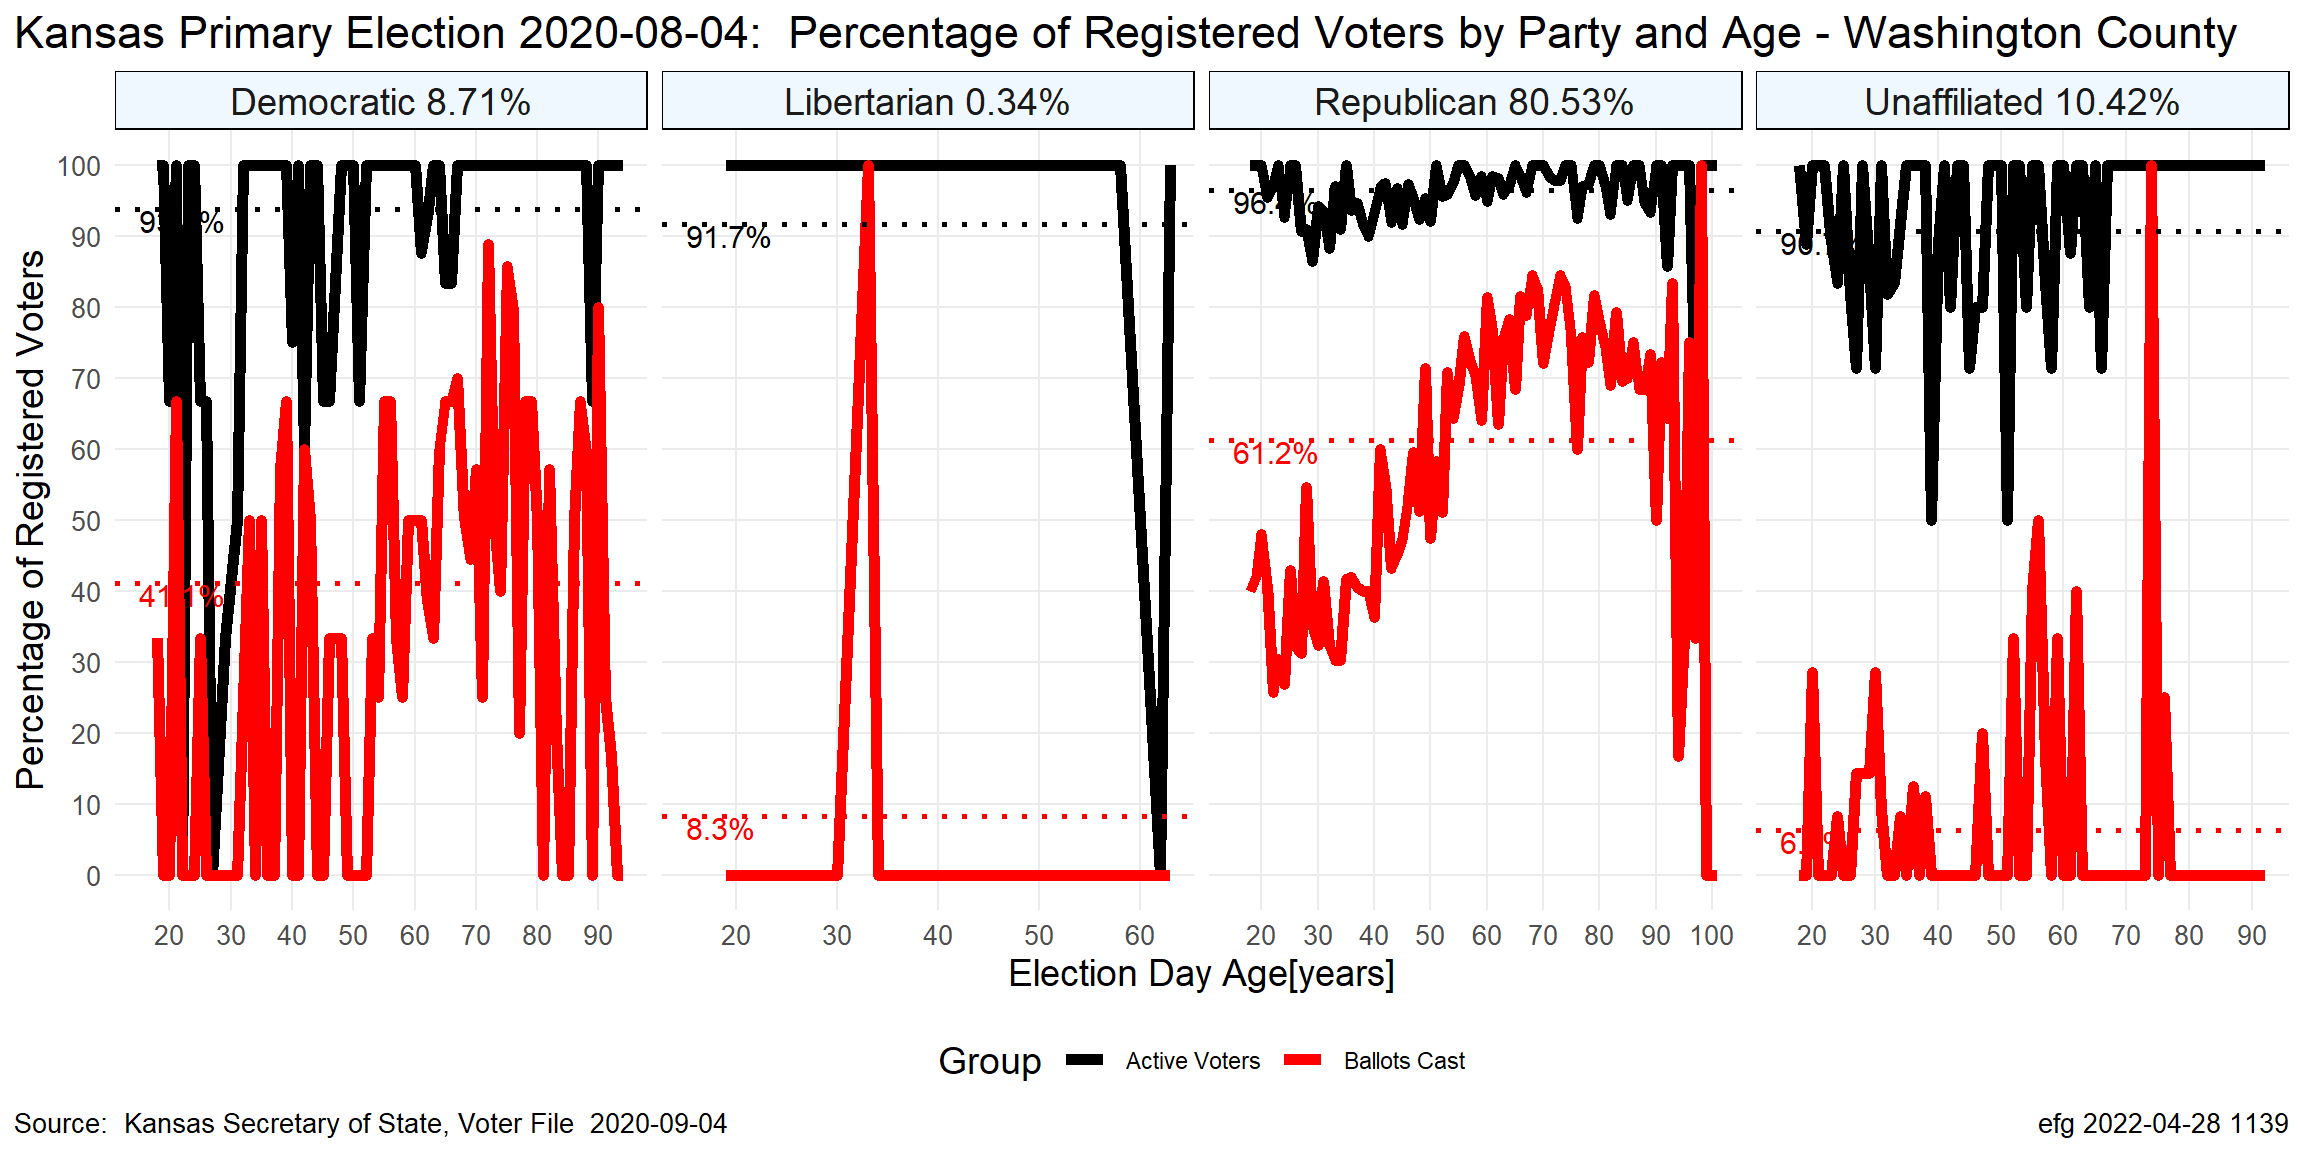 Kansas Primary Election 2020-08-04:  Percentage of Registered Voters by Party and Age - Washington County
Democratic 8.71%
Libertarian 0.34%
Republican 80.53%
Unaffiliated 10.42%
Percentage of Registered Voters
100
90
80
70
60
50
40
30
20
10
0
41.1%
91.7%
8.3%
61.2%
20 30 40 50 60 70 80 90
20 30 40 50 60
20 30 40 50 60 70 80 90 100
20 30 40 50 60 70 80 90
Election Day Age[years]
Group Active Voters Ballots Cast
Source:  Kansas Secretary of State, Voter File  2020-09-04
efg 2022-04-28 1139